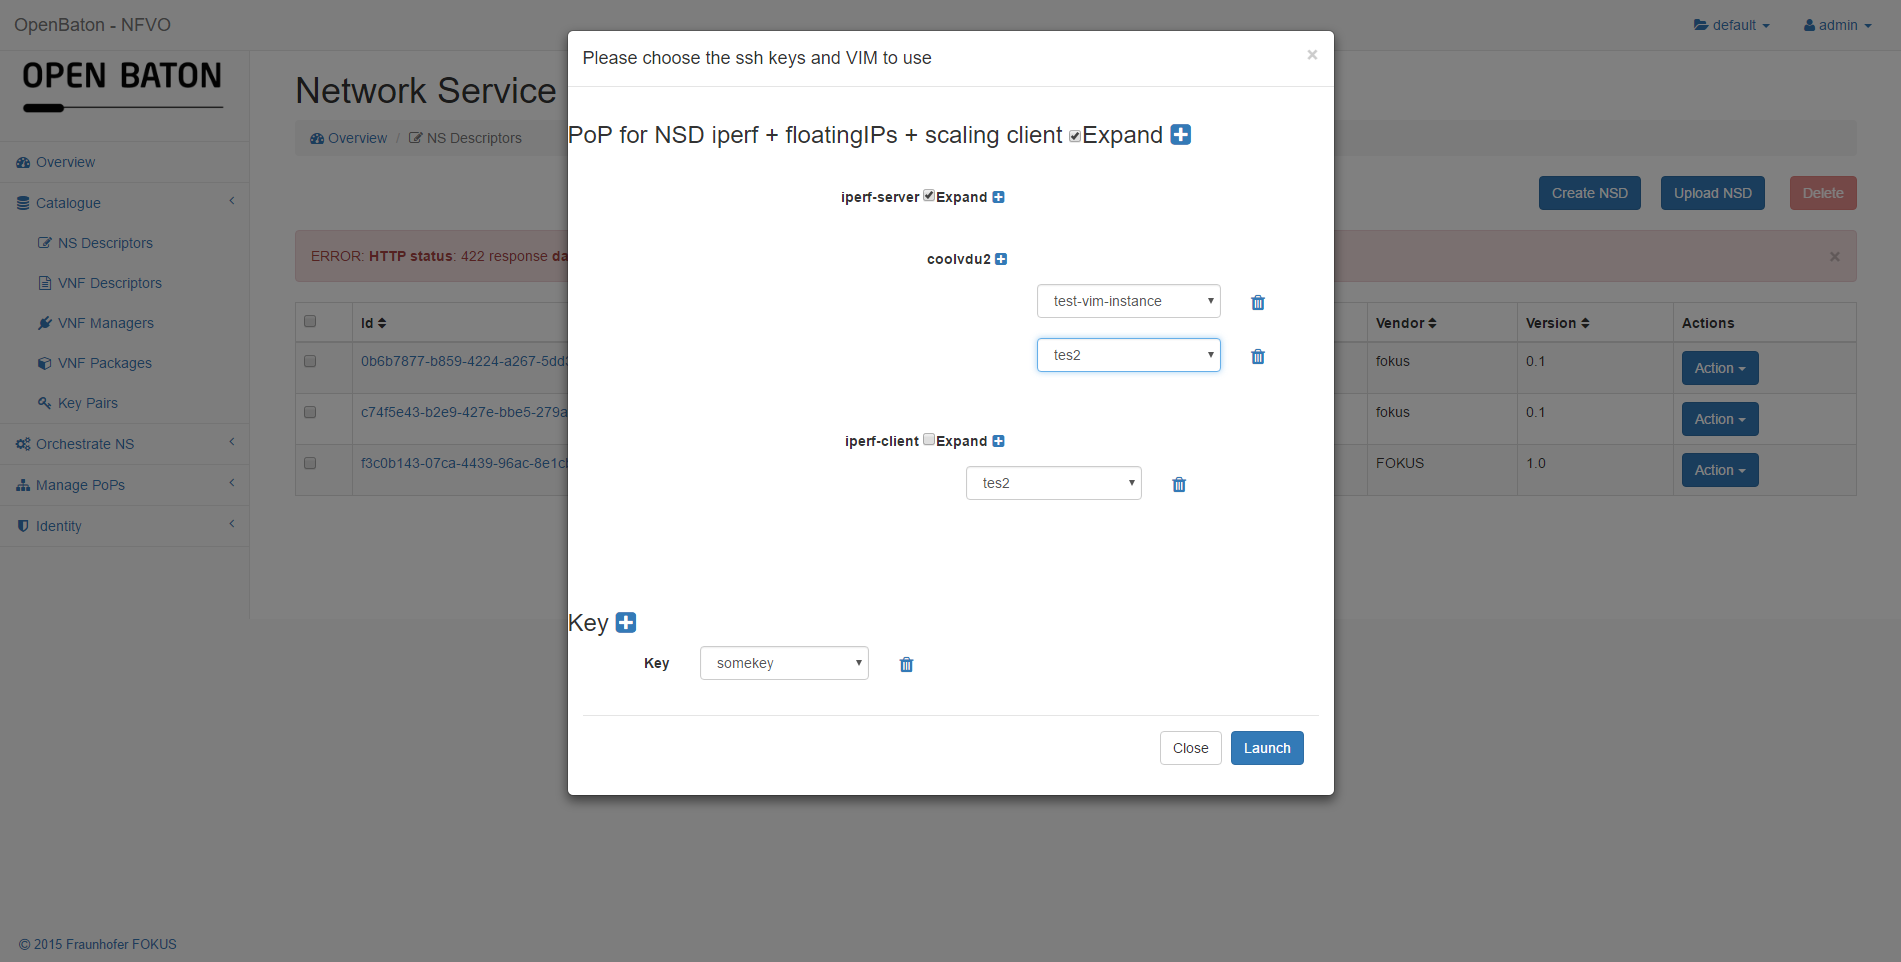 OpenBaton - NFVO
default
admin
OPEN BATON
Overview
Catalogue
NS Descriptors
VNF Descriptors
VNF Managers
VNF Packages
Key Pairs
Orchestrate NS
Manage PoPs
Identity
Network Service
Overview / NS Descriptors
Create NSD Upload NSD Delete
ERROR: HTTP status: 422 response da
×
Id Vendor Version Actions
0b6b7877-b859-4224-a267-5dd3 fokus 0.1 Action
c74f5e43-b2e9-427e-bbe5-279a fokus 0.1 Action
f3c0b143-07ca-4439-96ac-8e1cb FOKUS 1.0 Action
Please choose the ssh keys and VIM to use ×
PoP for NSD iperf + floatingIPs + scaling client Expand
iperf-server Expand
coolvdu2
test-vim-instance
tes2
iperf-client Expand
tes2
Key
Key somekey
Close Launch
© 2015 Fraunhofer FOKUS